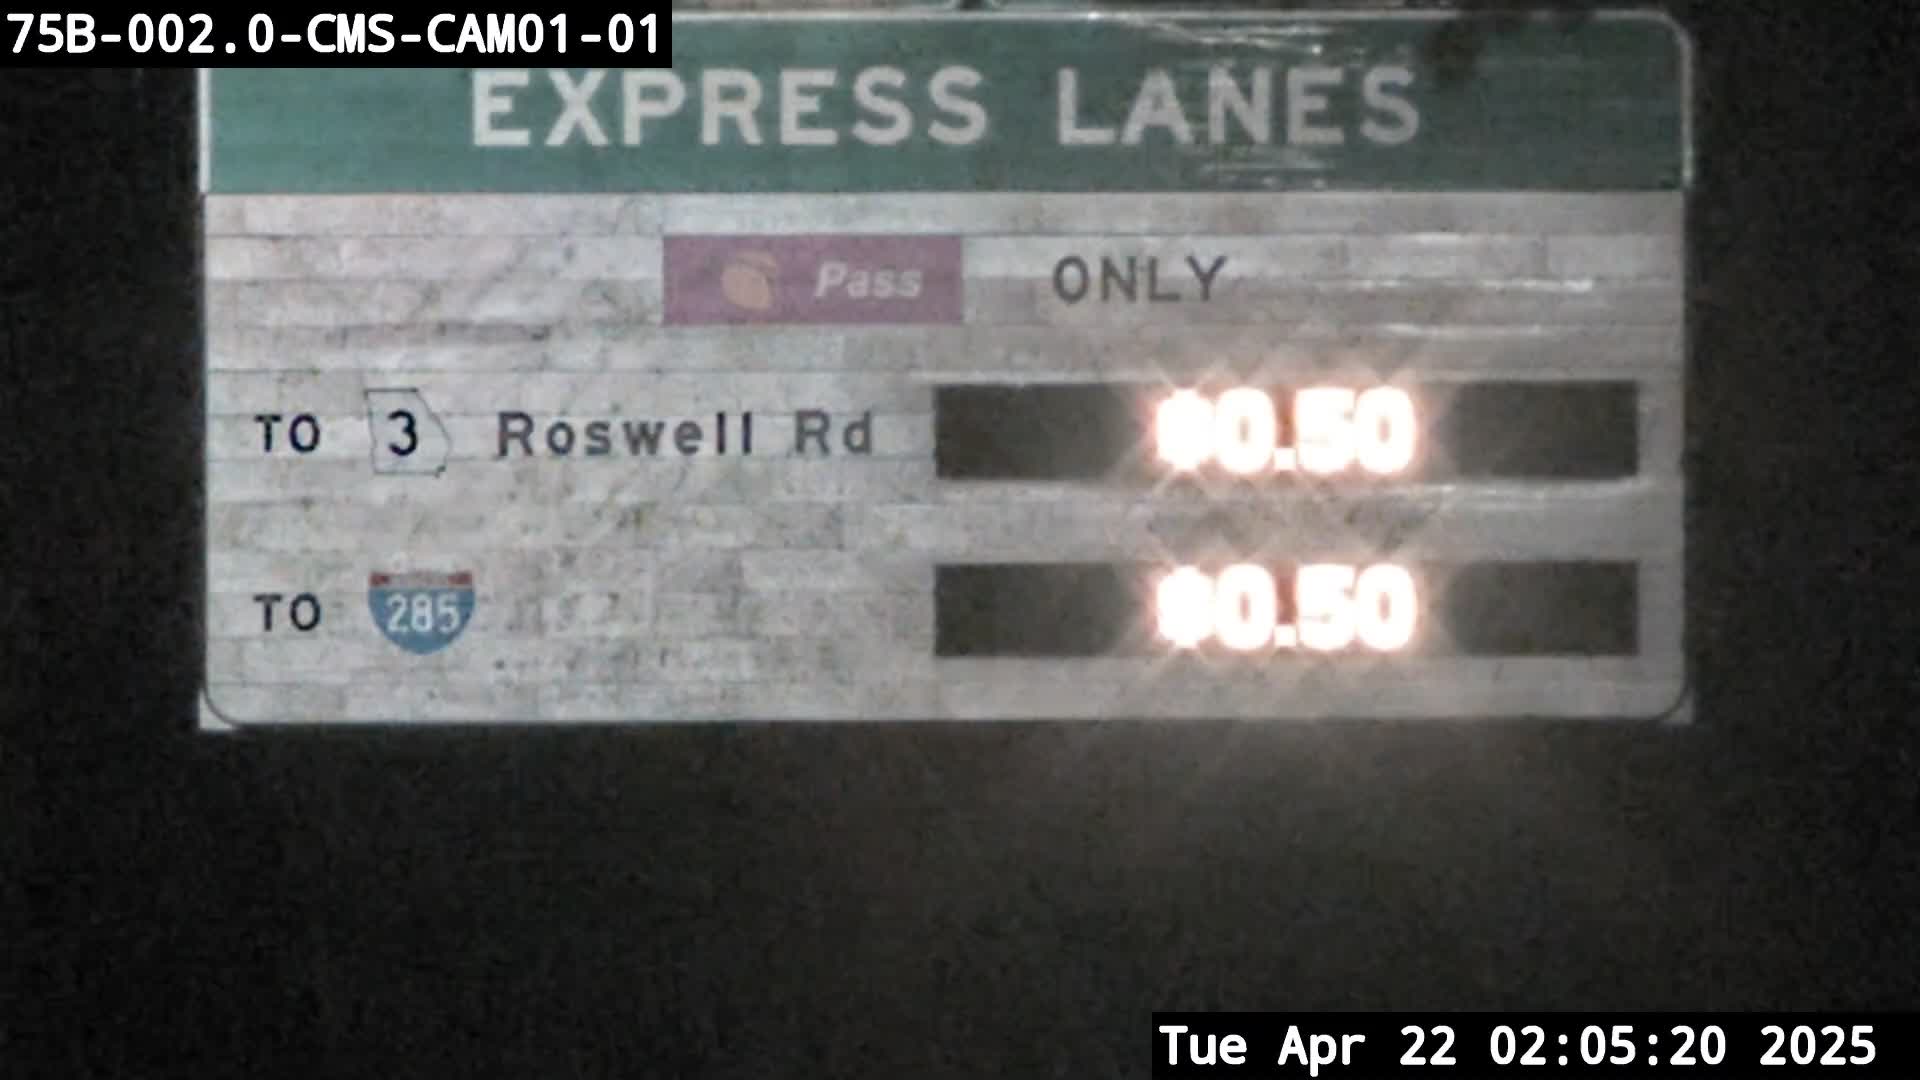 75B-002.0-CMS-CAM01-01
EXPRESS LANES
Pass ONLY
TO 3 Roswell Rd $0.50
TO 285 $0.50
Tue Apr 22 02:05:20 2025